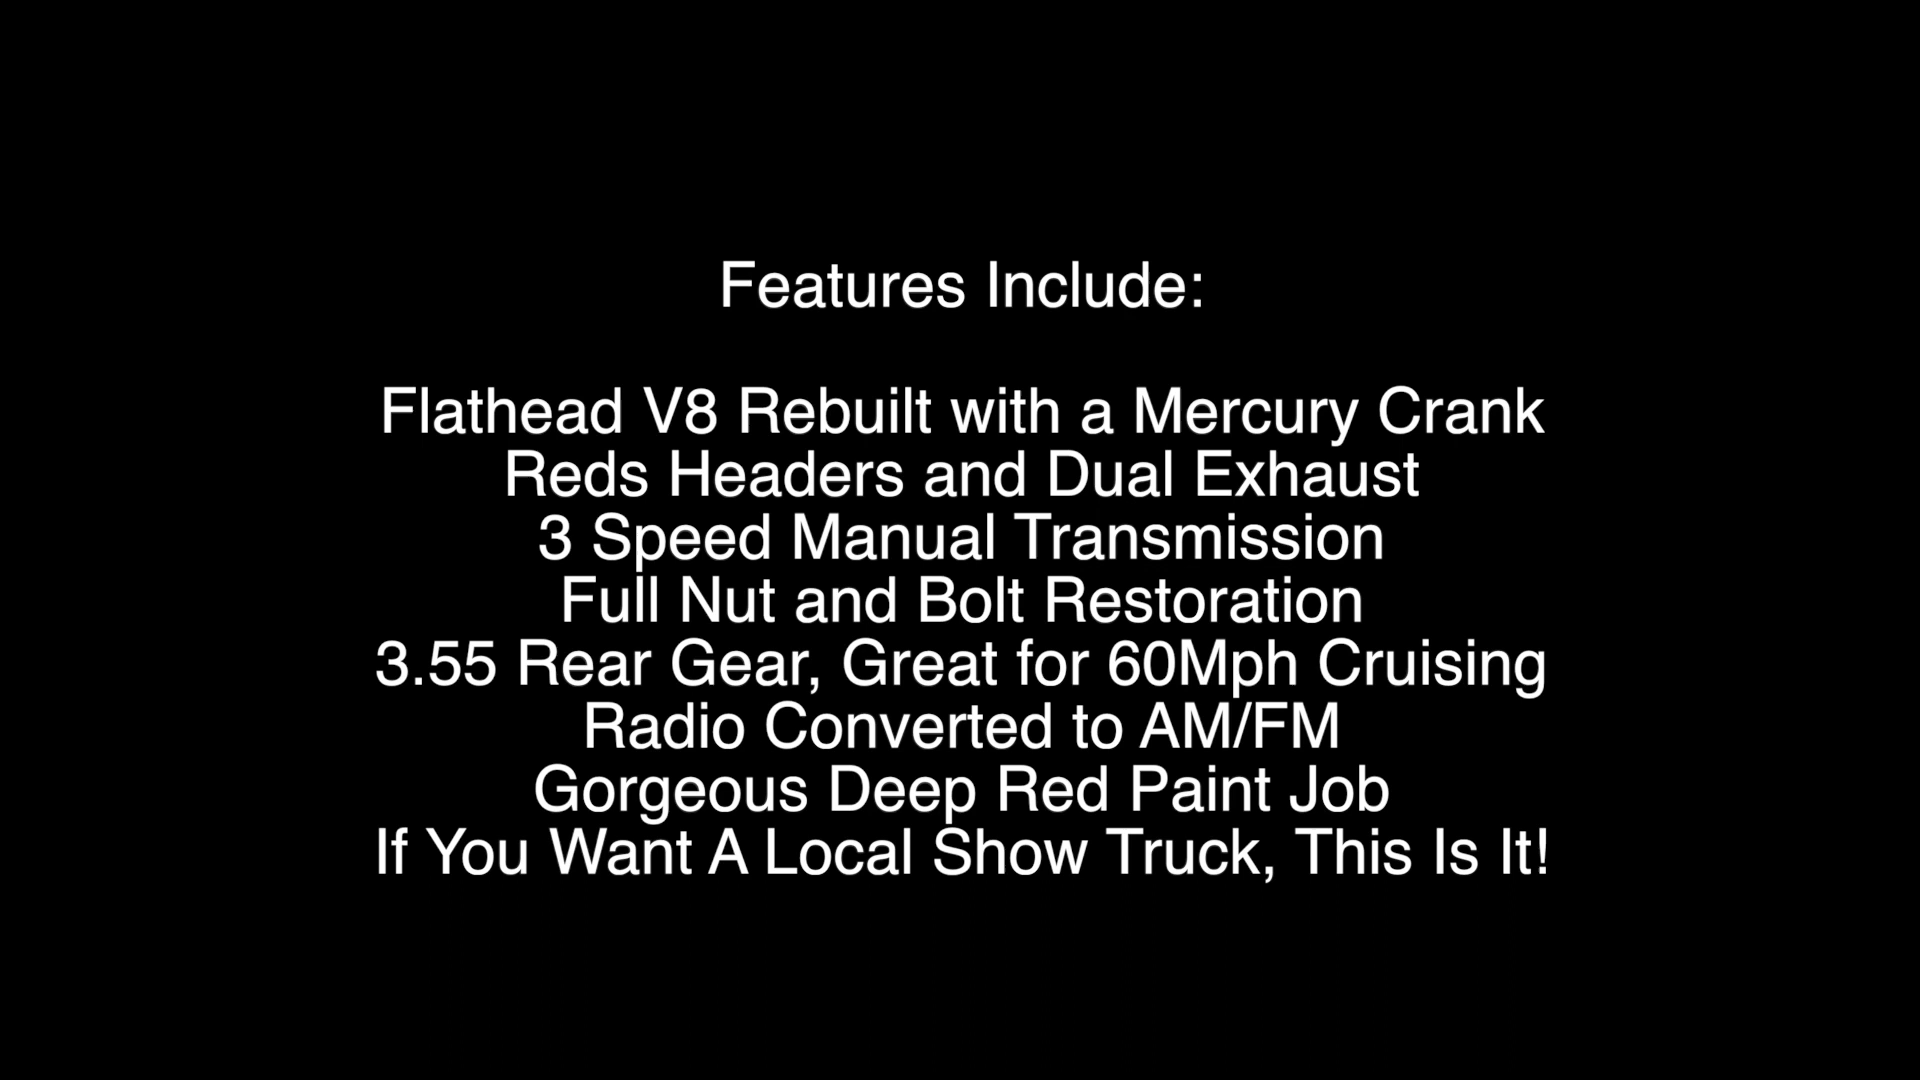 Features Include:
Flathead V8 Rebuilt with a Mercury Crank
Reds Headers and Dual Exhaust
3 Speed Manual Transmission
Full Nut and Bolt Restoration
3.55 Rear Gear, Great for 60Mph Cruising
Radio Converted to AM/FM
Gorgeous Deep Red Paint Job
If You Want A Local Show Truck, This Is It!